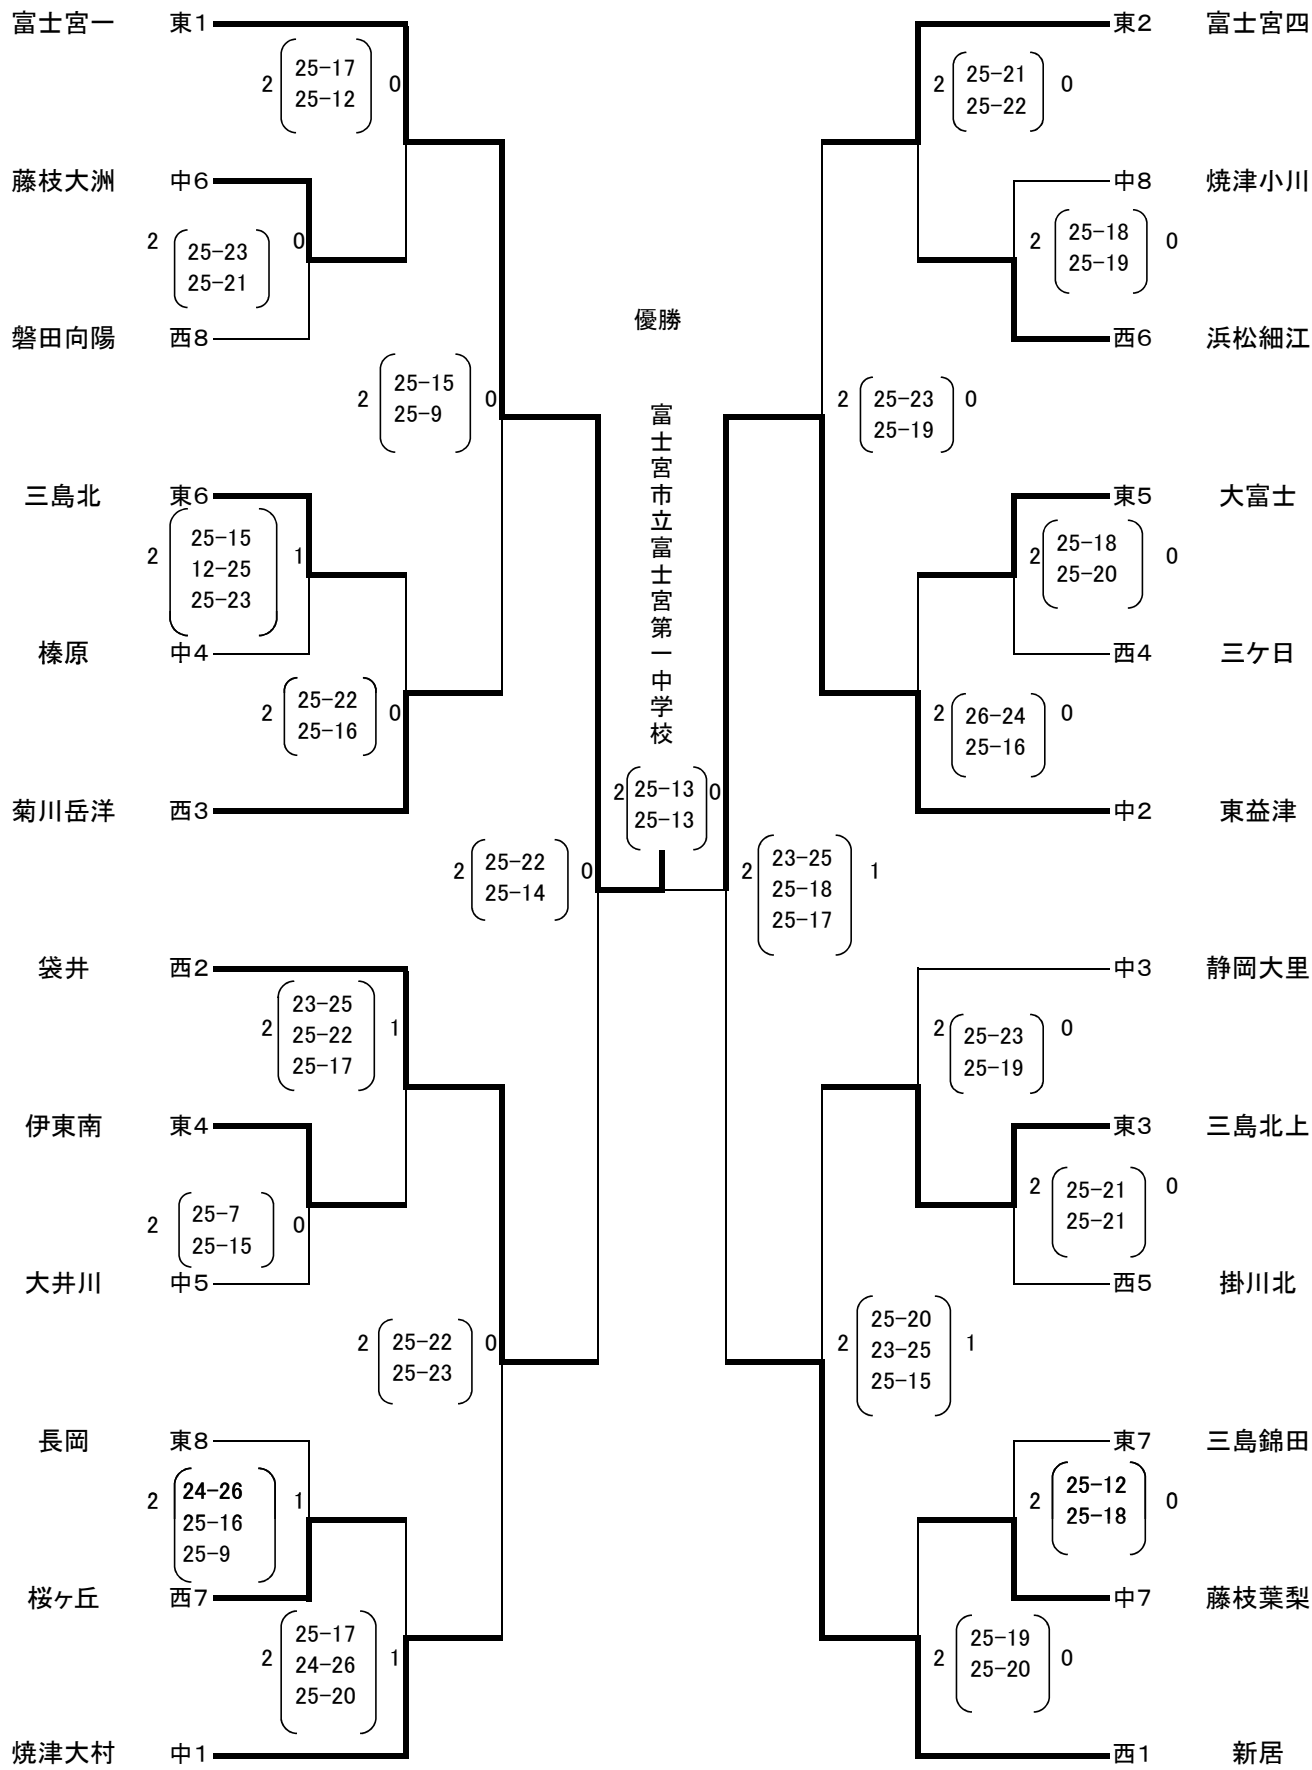 富士宮一 東1 東2 富士宮四
2 25-17 0
25-12
2 25-21 0
25-22
藤枝大洲 中6 中8 焼津小川
2 25-23 0
25-21
2 25-18 0
25-19
磐田向陽 西8 西6 浜松細江
優勝
富士宮市立富士宮第一中学校
2 25-15 0
25-9
2 25-23 0
25-19
三島北 東6 東5 大富士
2 25-15 1
12-25
25-23
2 25-18 0
25-20
榛原 中4 西4 三ケ日
2 25-22 0
25-16
2 26-24 0
25-16
菊川岳洋 西3 中2 東益津
2 25-13 0
25-13
2 25-22 0
25-14
2 23-25 1
25-18
25-17
袋井 西2 中3 静岡大里
2 23-25 1
25-22
25-17
2 25-23 0
25-19
伊東南 東4 東3 三島北上
2 25-7 0
25-15
2 25-21 0
25-21
大井川 中5 西5 掛川北
2 25-22 0
25-23
2 25-20 1
23-25
25-15
長岡 東8 東7 三島錦田
2 24-26 1
25-16
25-9
2 25-12 0
25-18
桜ヶ丘 西7 中7 藤枝葉梨
2 25-17 1
24-26
25-20
2 25-19 0
25-20
焼津大村 中1 西1 新居